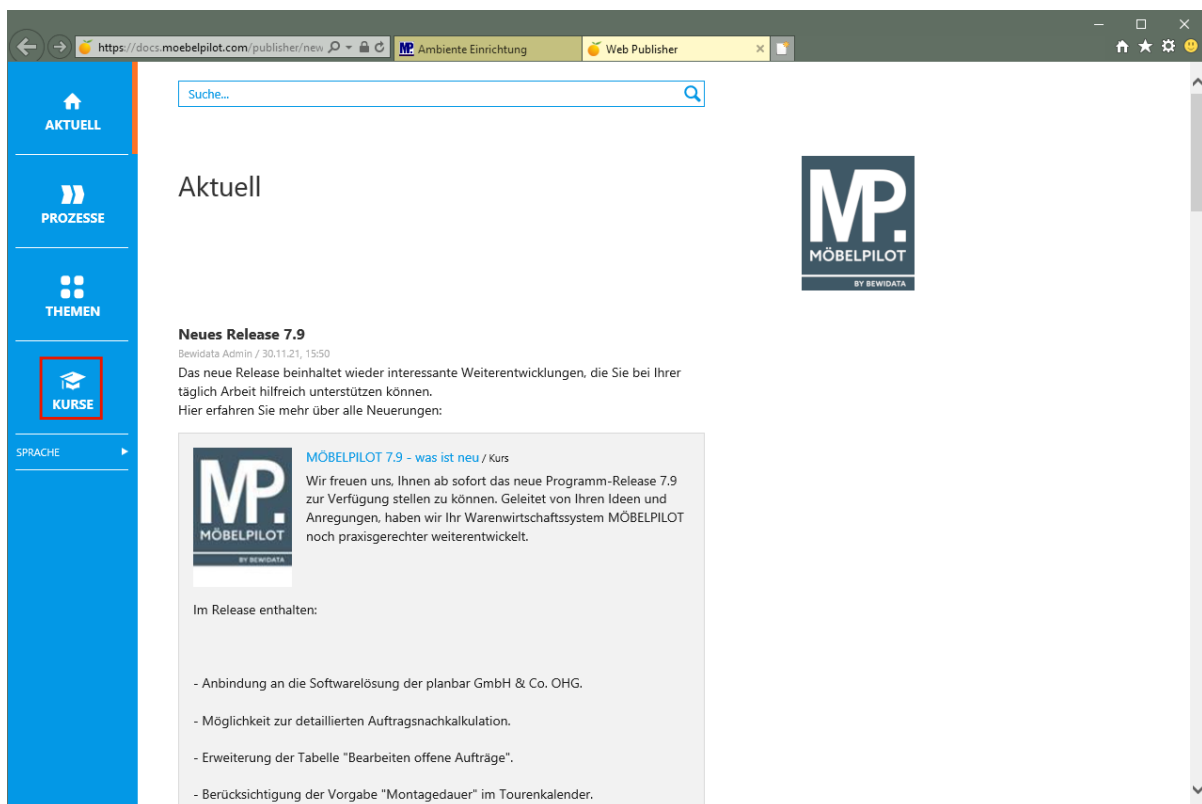 https://docs.moebelpilot.com/publisher/new
MP Ambiente Einrichtung
Web Publisher
AKTUELL
PROZESSE
THEMEN
KURSE
SPRACHE
Suche...
Aktuell
MP.
MÖBELPILOT
BY BEWIDATA
Neues Release 7.9
Bewidata Admin / 30.11.21, 15:50
Das neue Release beinhaltet wieder interessante Weiterentwicklungen, die Sie bei Ihrer
täglich Arbeit hilfreich unterstützen können.
Hier erfahren Sie mehr über alle Neuerungen:
MP.
MÖBELPILOT
BY BEWIDATA
MÖBELPILOT 7.9 - was ist neu / Kurs
Wir freuen uns, Ihnen ab sofort das neue Programm-Release 7.9
zur Verfügung stellen zu können. Geleitet von Ihren Ideen und
Anregungen, haben wir Ihr Warenwirtschaftssystem MÖBELPILOT
noch praxisgerechter weiterentwickelt.
Im Release enthalten:
- Anbindung an die Softwarelösung der planbar GmbH & Co. OHG.
- Möglichkeit zur detaillierten Auftragsnachkalkulation.
- Erweiterung der Tabelle "Bearbeiten offene Aufträge".
- Berücksichtigung der Vorgabe "Montagedauer" im Tourenkalender.